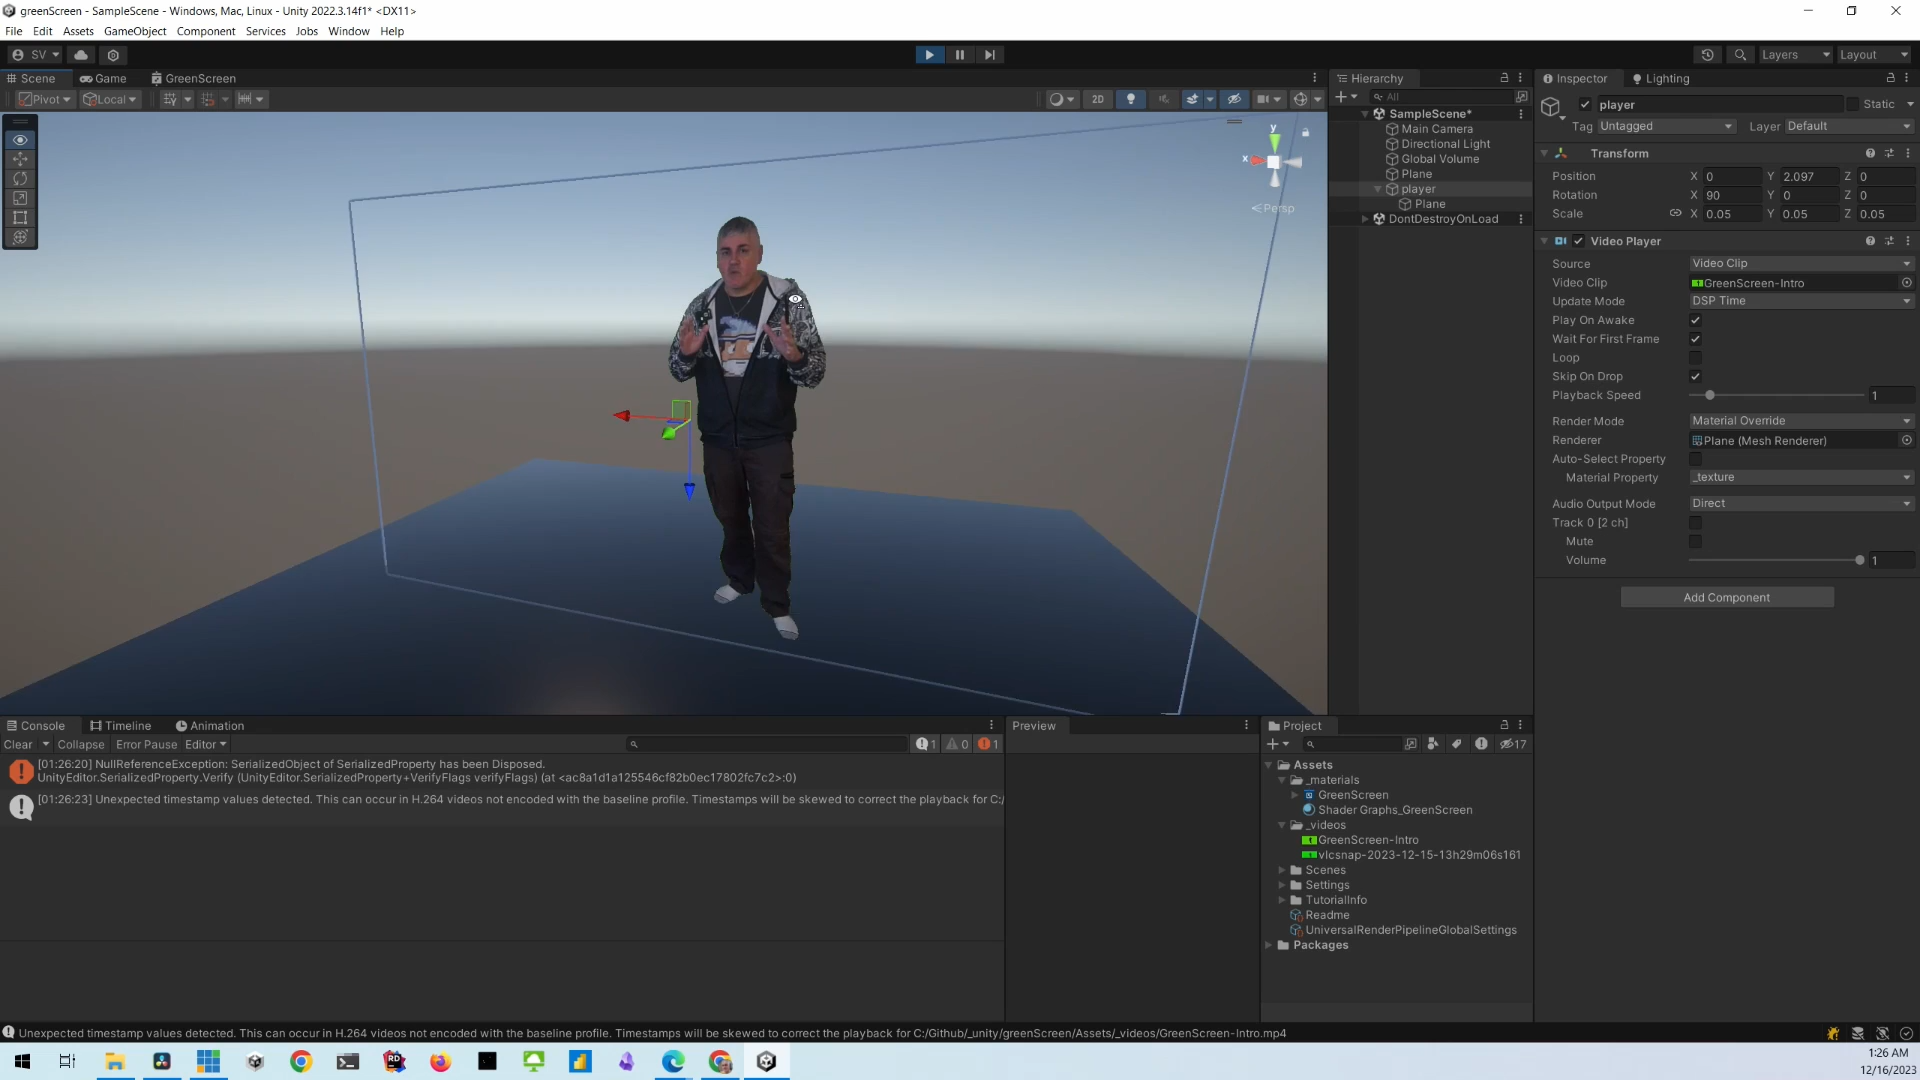 greenScreen - SampleScene - Windows, Mac, Linux - Unity 2022.3.14f1* <DX11>
File Edit Assets GameObject Component Services Jobs Window Help
SV Layers Layout
Scene Game GreenScreen
Pivot Local 2D
y
x
Persp
Hierarchy
All
SampleScene*
Main Camera
Directional Light
Global Volume
Plane
player
Plane
DontDestroyOnLoad
Inspector Lighting
player Static
Tag Untagged Layer Default
Transform
Position X 0 Y 2.097 Z 0
Rotation X 90 Y 0 Z 0
Scale X 0.05 Y 0.05 Z 0.05
Video Player
Source Video Clip
Video Clip GreenScreen-Intro
Update Mode DSP Time
Play On Awake
Wait For First Frame
Loop
Skip On Drop
Playback Speed 1
Render Mode Material Override
Renderer Plane (Mesh Renderer)
Auto-Select Property
Material Property _texture
Audio Output Mode Direct
Track 0 [2 ch]
Mute
Volume 1
Add Component
Console Timeline Animation
Clear Collapse Error Pause Editor 1 0 1
[01:26:20] NullReferenceException: SerializedObject of SerializedProperty has been Disposed.
UnityEditor.SerializedProperty.Verify (UnityEditor.SerializedProperty+VerifyFlags verifyFlags) (at <ac8a1d1a125546cf82b0ec17802fc7c2>:0)
[01:26:23] Unexpected timestamp values detected. This can occur in H.264 videos not encoded with the baseline profile. Timestamps will be skewed to correct the playback for C:/
Preview
Project
17
Assets
_materials
GreenScreen
Shader Graphs_GreenScreen
_videos
GreenScreen-Intro
vlcsnap-2023-12-15-13h29m06s161
Scenes
Settings
TutorialInfo
Readme
UniversalRenderPipelineGlobalSettings
Packages
Unexpected timestamp values detected. This can occur in H.264 videos not encoded with the baseline profile. Timestamps will be skewed to correct the playback for C:/Github/_unity/greenScreen/Assets/_videos/GreenScreen-Intro.mp4
RD
1:26 AM
12/16/2023